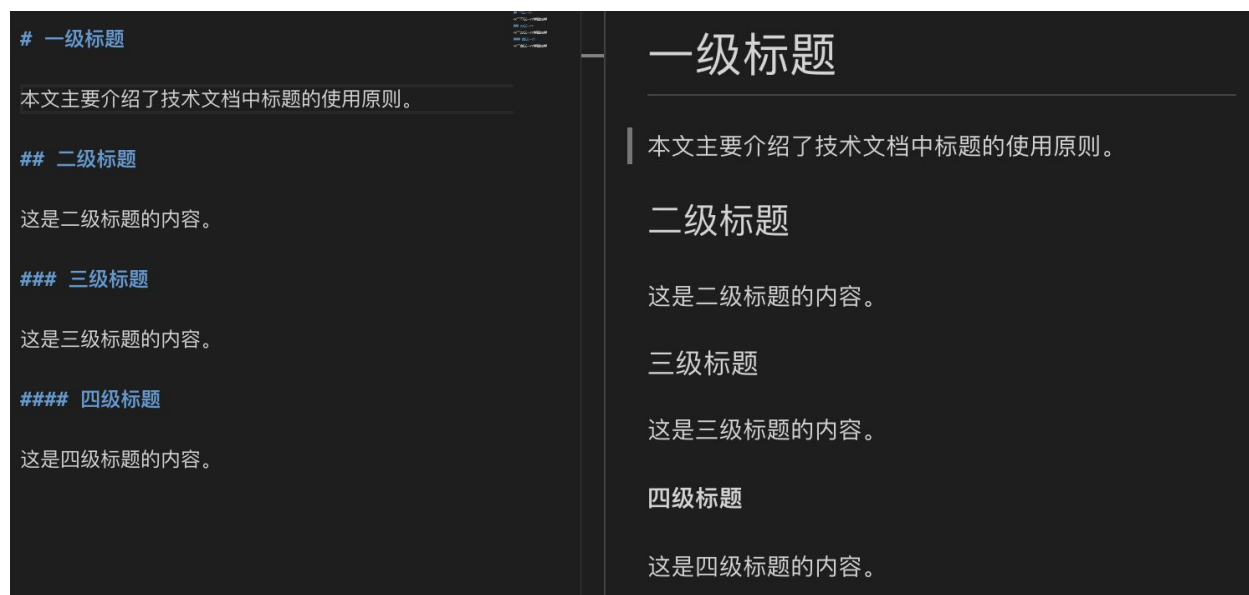 # 一级标题
本文主要介绍了技术文档中标题的使用原则。
## 二级标题
这是二级标题的内容。
### 三级标题
这是三级标题的内容。
#### 四级标题
这是四级标题的内容。
一级标题
本文主要介绍了技术文档中标题的使用原则。
二级标题
这是二级标题的内容。
三级标题
这是三级标题的内容。
四级标题
这是四级标题的内容。